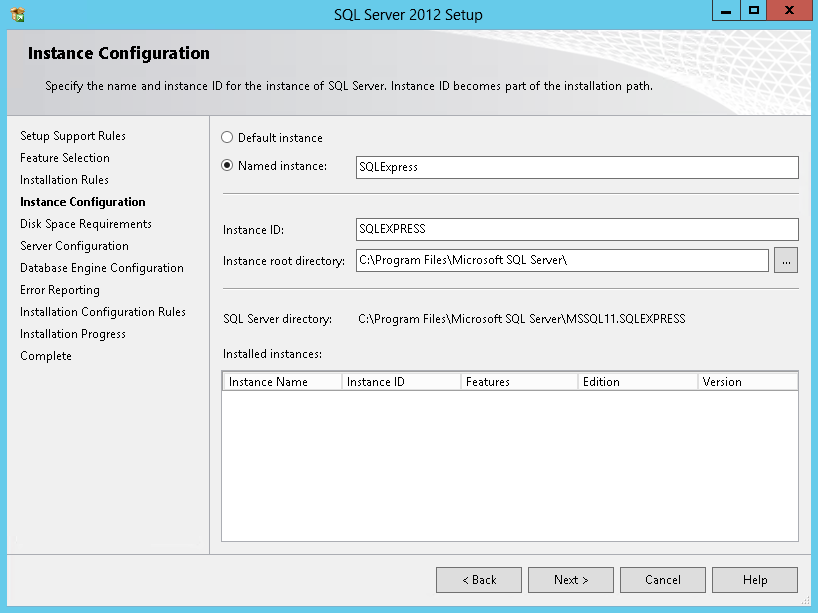 SQL Server 2012 Setup
Instance Configuration
Specify the name and instance ID for the instance of SQL Server. Instance ID becomes part of the installation path.
Setup Support Rules
Feature Selection
Installation Rules
Instance Configuration
Disk Space Requirements
Server Configuration
Database Engine Configuration
Error Reporting
Installation Configuration Rules
Installation Progress
Complete
Default instance
Named instance: SQLExpress
Instance ID: SQLEXPRESS
Instance root directory: C:\Program Files\Microsoft SQL Server\ ...
SQL Server directory: C:\Program Files\Microsoft SQL Server\MSSQL11.SQLEXPRESS
Installed instances:
Instance Name Instance ID Features Edition Version
< Back Next > Cancel Help